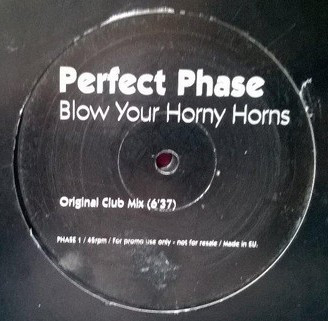 Perfect Phase
Blow Your Horny Horns
Original Club Mix (6'37)
PHASE 1 / 45rpm / For promo use only - not for resale / Made in EU.